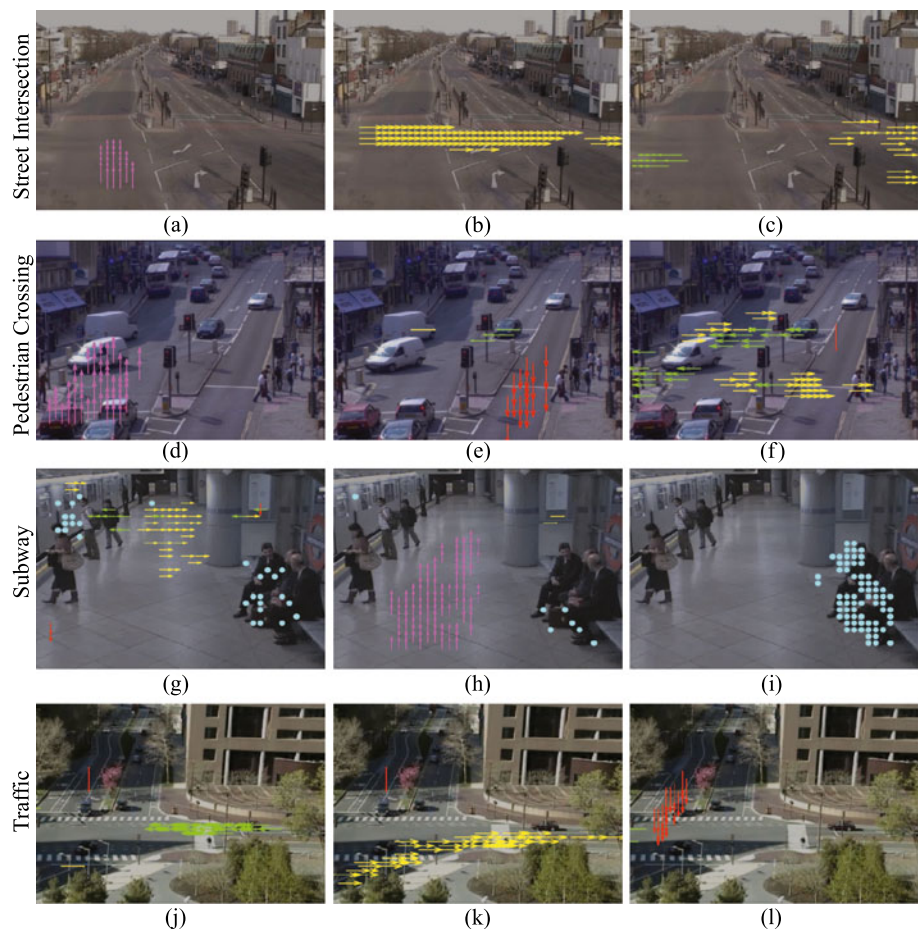 Street Intersection
(a) (b) (c)
Pedestrian Crossing
(d) (e) (f)
Subway
(g) (h) (i)
Traffic
(j) (k) (l)